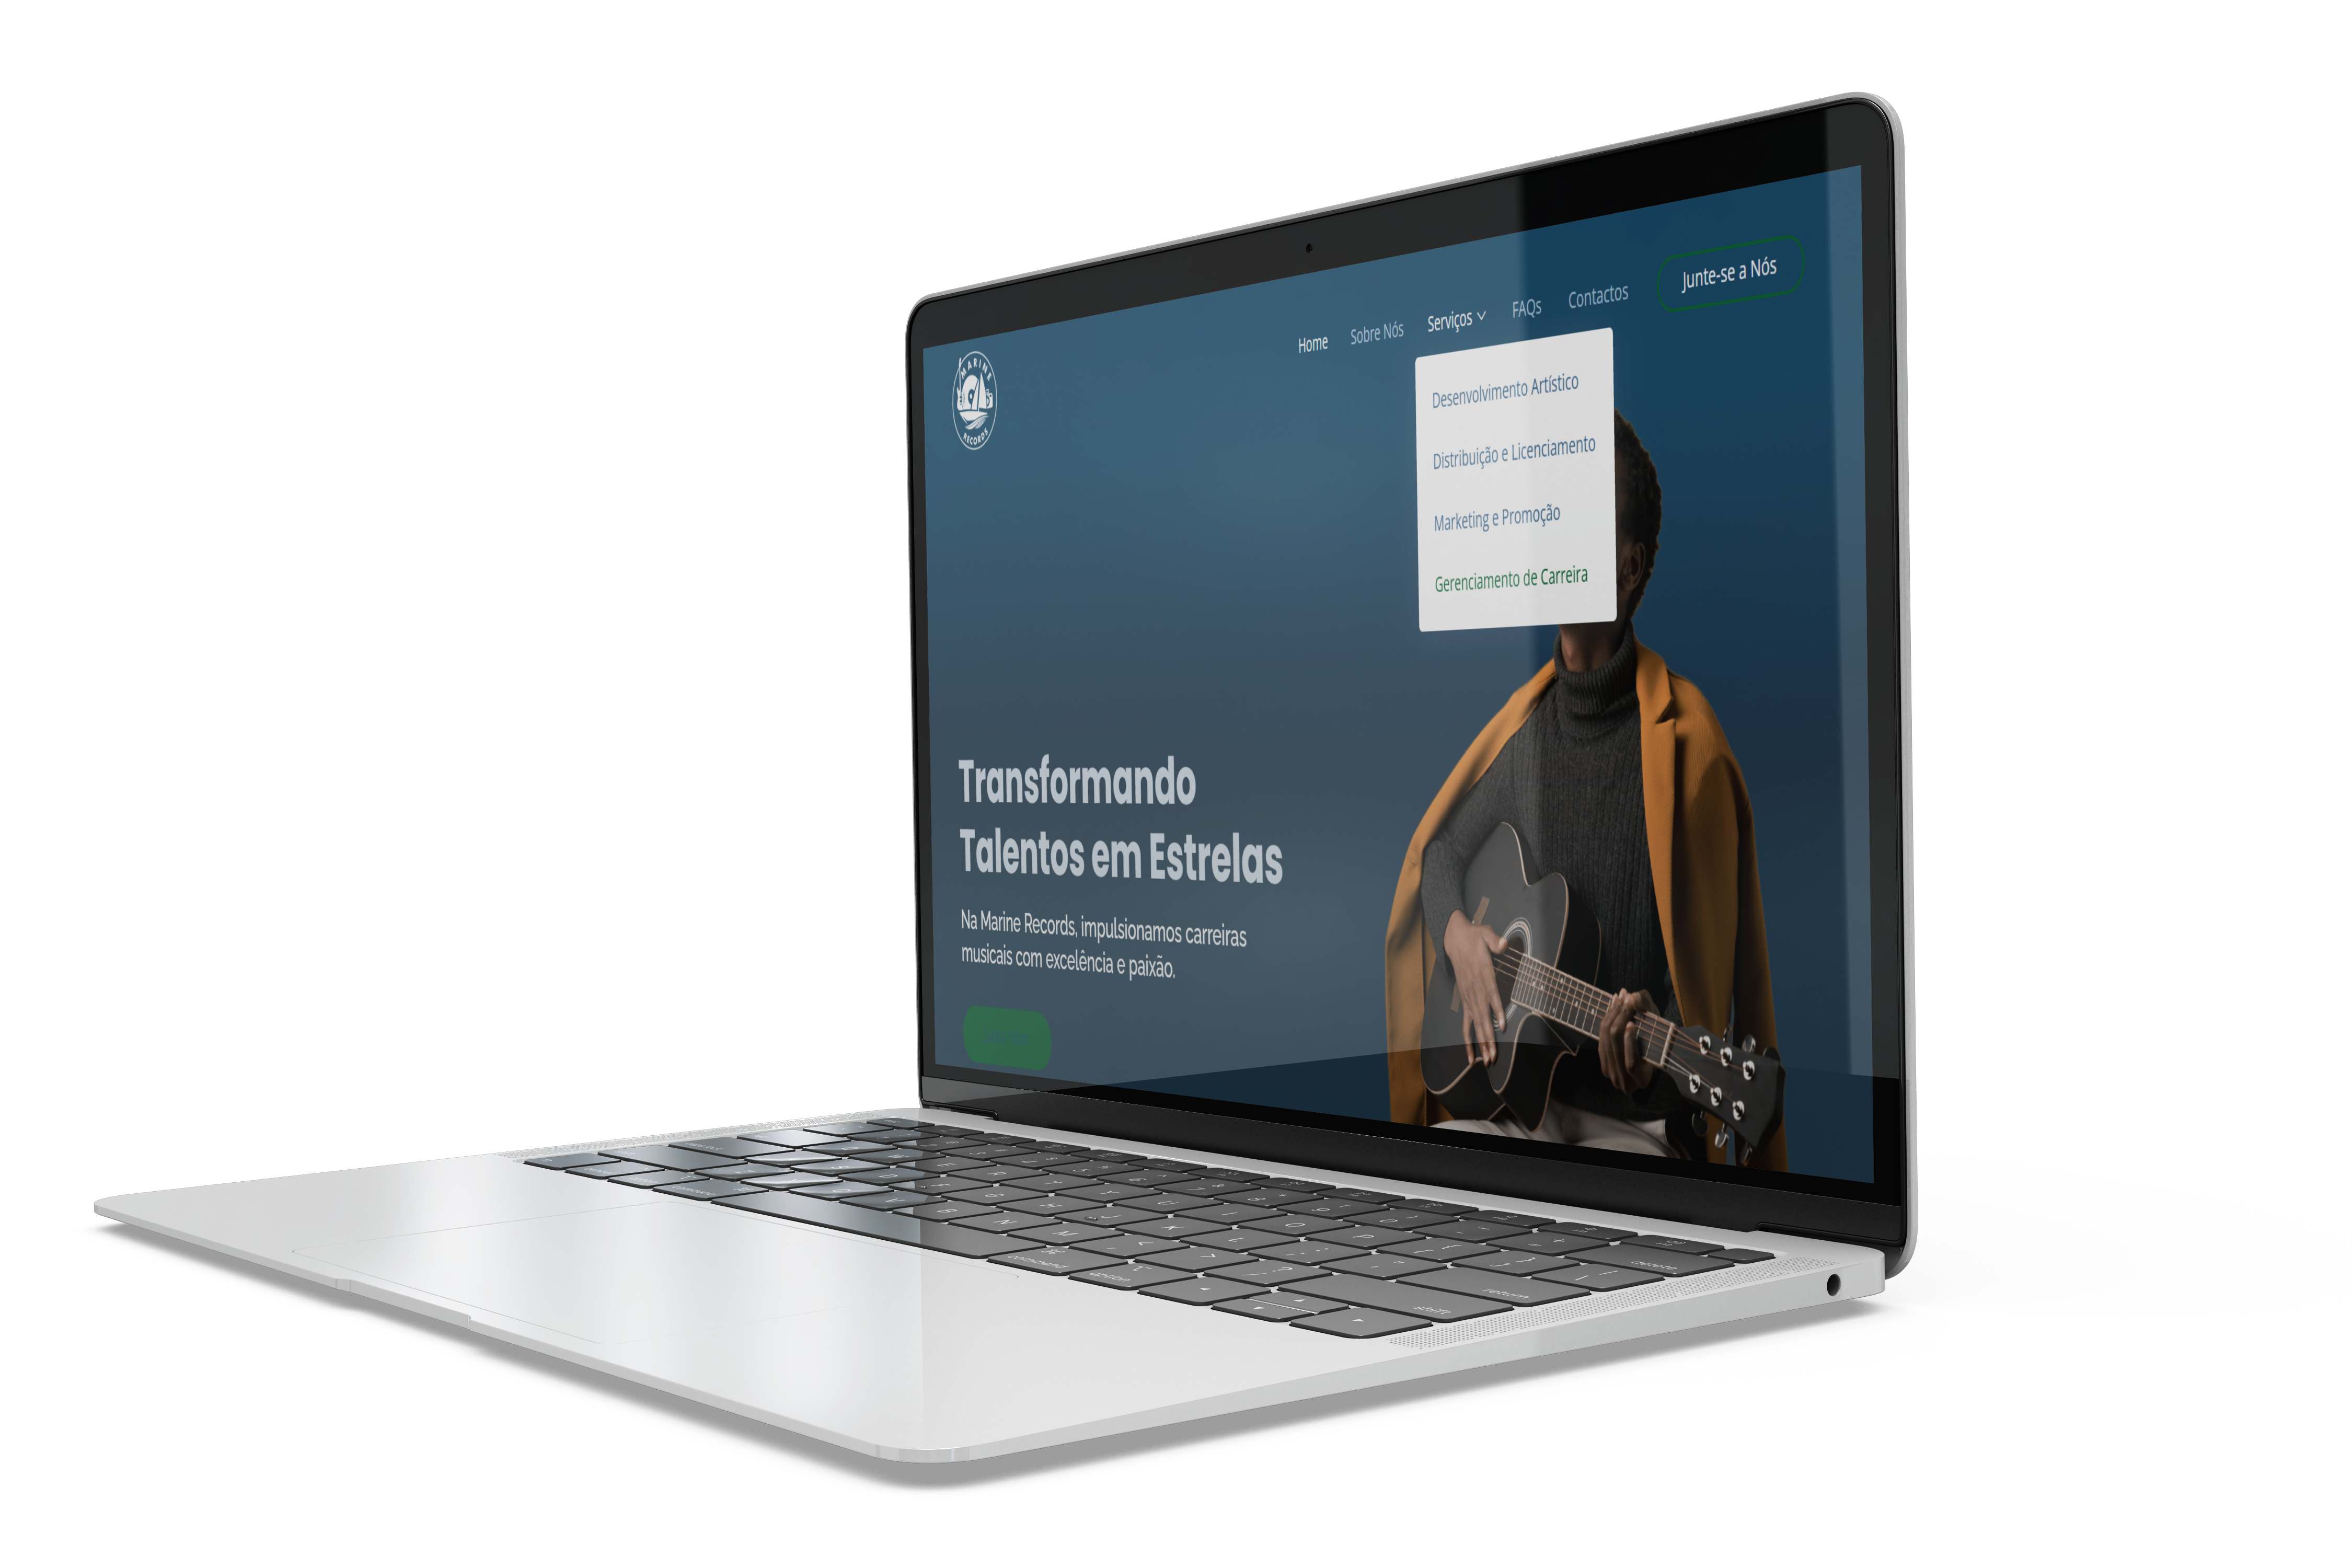 MARINE
RECORDS
Home
Sobre Nós
Serviços
FAQs
Contactos
Junte-se a Nós
Desenvolvimento Artístico
Distribuição e Licenciamento
Marketing e Promoção
Gerenciamento de Carreira
Transformando
Talentos em Estrelas
Na Marine Records, impulsionamos carreiras
musicais com excelência e paixão.
command
option
shift
return
delete